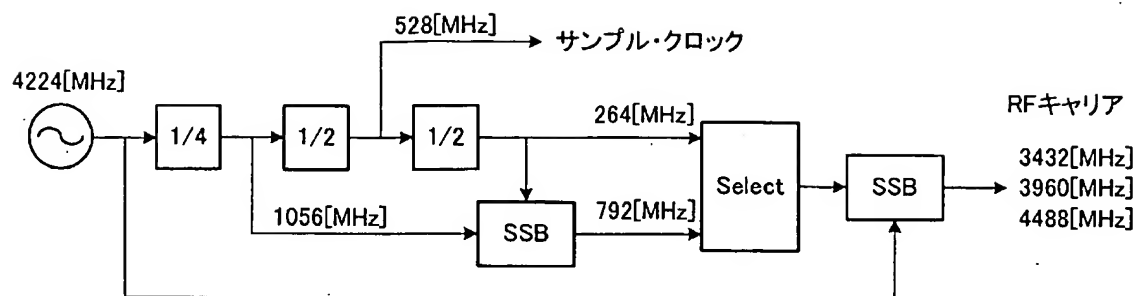 528[MHz]
サンプル・クロック
4224[MHz]
RFキャリア
1/4
1/2
1/2
264[MHz]
Select
SSB
3432[MHz]
3960[MHz]
4488[MHz]
1056[MHz]
SSB
792[MHz]